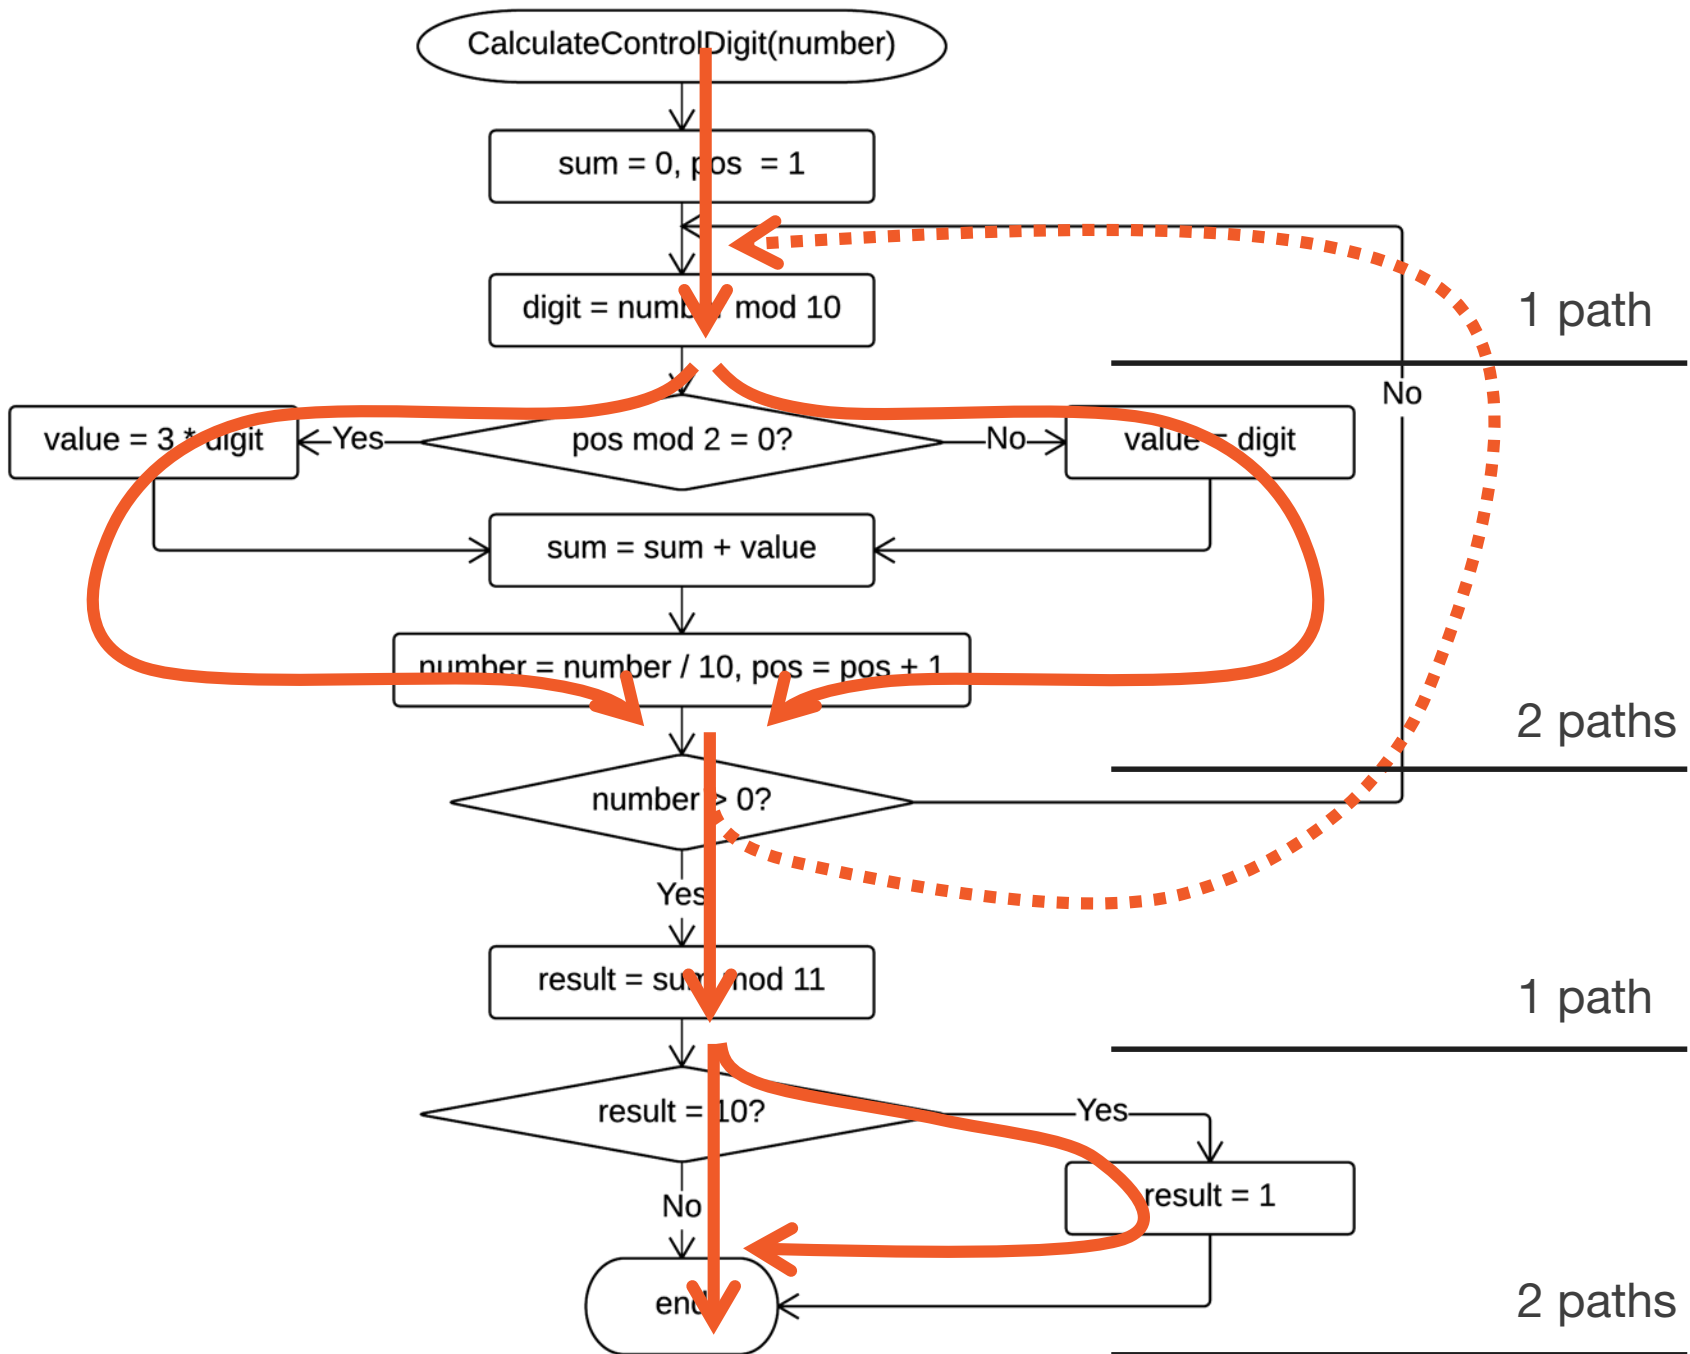 CalculateControlDigit(number)
sum = 0, pos = 1
digit = number mod 10
1 path
No
value = 3 * digit
Yes
pos mod 2 = 0?
No
value = digit
sum = sum + value
number = number / 10, pos = pos + 1
2 paths
number > 0?
Yes
result = sum mod 11
1 path
result = 10?
Yes
No
result = 1
end
2 paths